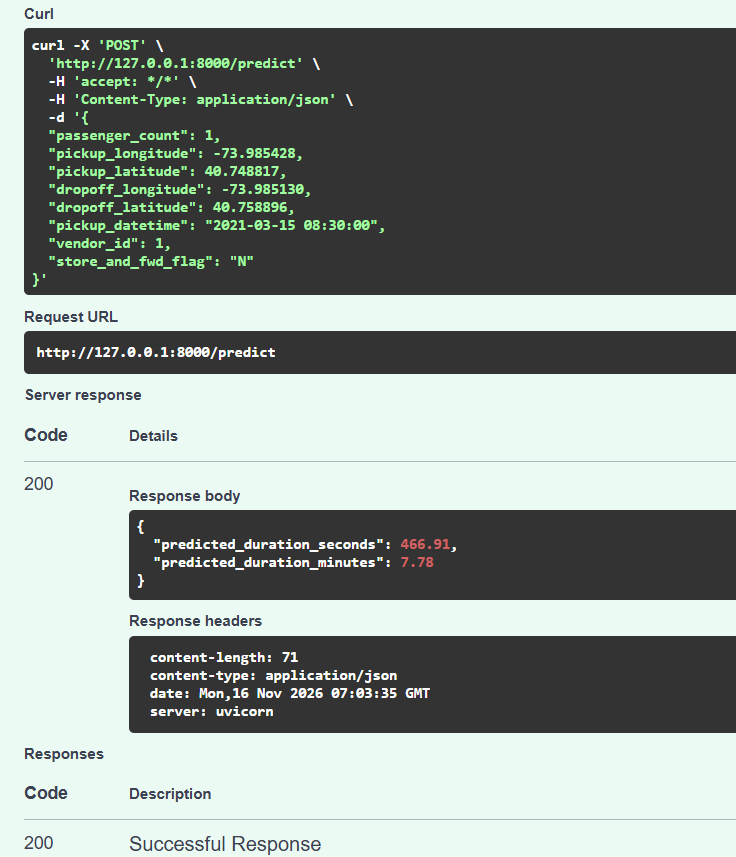 Curl
curl -X 'POST' \
'http://127.0.0.1:8000/predict' \
-H 'accept: */*' \
-H 'Content-Type: application/json' \
-d '{
"passenger_count": 1,
"pickup_longitude": -73.985428,
"pickup_latitude": 40.748817,
"dropoff_longitude": -73.985130,
"dropoff_latitude": 40.758896,
"pickup_datetime": "2021-03-15 08:30:00",
"vendor_id": 1,
"store_and_fwd_flag": "N"
}'
Request URL
http://127.0.0.1:8000/predict
Server response
Code Details
200
Response body
{
"predicted_duration_seconds": 466.91,
"predicted_duration_minutes": 7.78
}
Response headers
content-length: 71
content-type: application/json
date: Mon,16 Nov 2026 07:03:35 GMT
server: uvicorn
Responses
Code Description
200 Successful Response